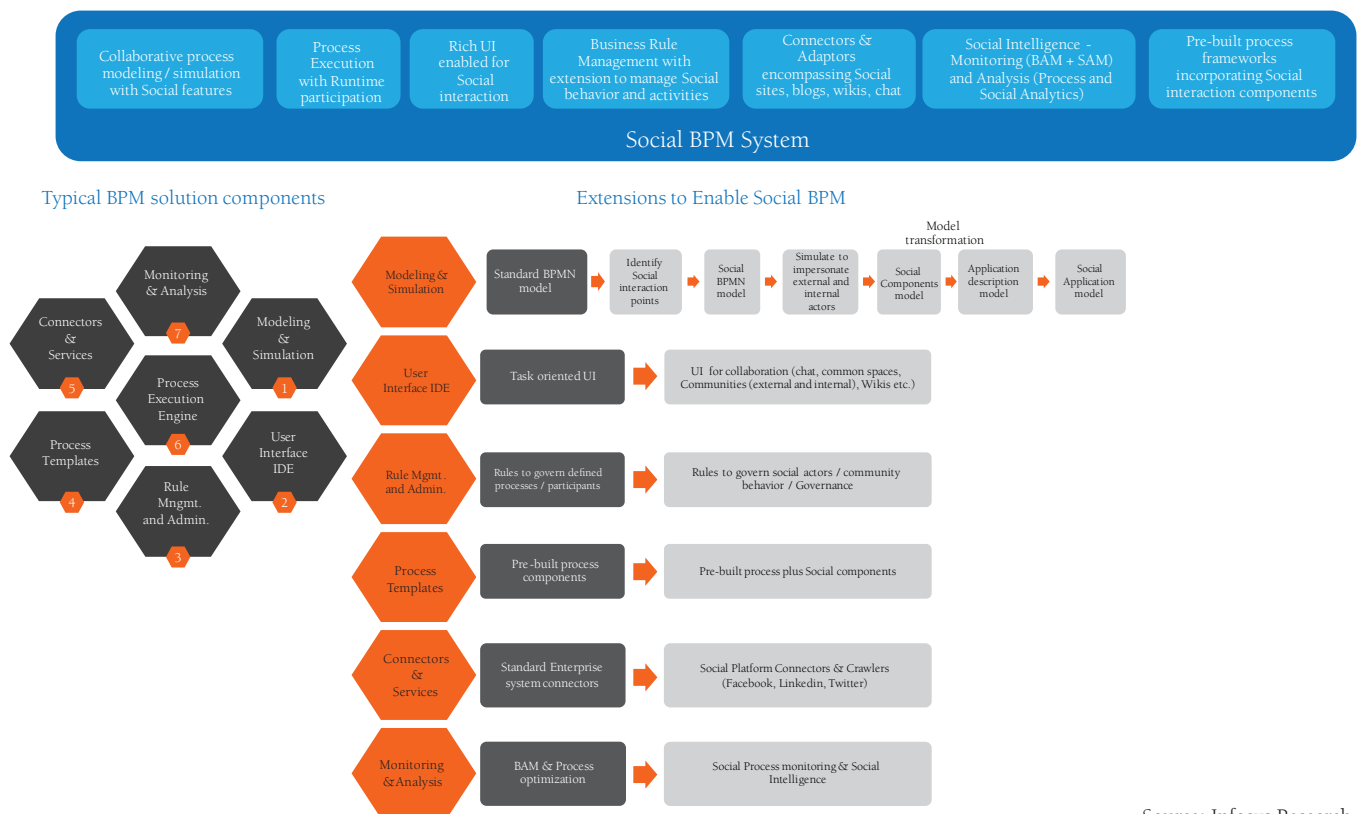 Collaborative process
modeling / simulation
with Social features
Process
Execution
with Runtime
participation
Rich UI
enabled for
Social
interaction
Business Rule
Management with
extension to manage Social
behavior and activities
Connectors &
Adaptors
encompassing Social
sites, blogs, wikis, chat
Social Intelligence -
Monitoring (BAM + SAM)
and Analysis (Process and
Social Analytics)
Pre-built process
frameworks
incorporating Social
interaction components
Social BPM System
Typical BPM solution components
Monitoring
& Analysis
7
Connectors
&
Services
5
Modeling
&
Simulation
1
Process
Execution
Engine
6
Process
Templates
4
User
Interface
IDE
2
Rule
Mngmt.
and Admin.
3
Extensions to Enable Social BPM
Modeling &
Simulation
Standard BPMN
model
Identify
Social
interaction
points
Social
BPMN
model
Simulate to
impersonate
external and
internal
actors
Model
transformation
Social
Components
model
Application
description
model
Social
Application
model
User
Interface IDE
Task oriented UI
UI for collaboration (chat, common spaces,
Communities (external and internal), Wikis etc.)
Rule Mgmt.
and Admin.
Rules to govern defined
processes / participants
Rules to govern social actors / community
behavior / Governance
Process
Templates
Pre-built process
components
Pre-built process plus Social components
Connectors
&
Services
Standard Enterprise
system connectors
Social Platform Connectors & Crawlers
(Facebook, Linkedin, Twitter)
Monitoring
& Analysis
BAM & Process
optimization
Social Process monitoring & Social
Intelligence
Source: Infosys Research